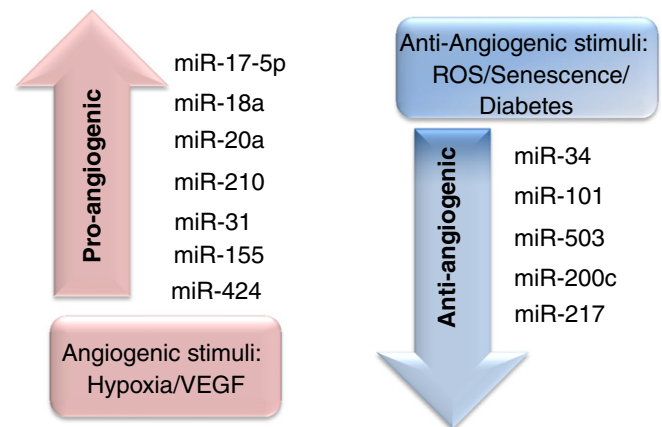 Pro-angiogenic
miR-17-5p
miR-18a
miR-20a
miR-210
miR-31
miR-155
miR-424
Angiogenic stimuli:
Hypoxia/VEGF
Anti-Angiogenic stimuli:
ROS/Senescence/
Diabetes
Anti-angiogenic
miR-34
miR-101
miR-503
miR-200c
miR-217